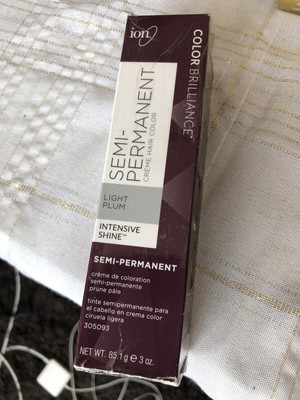 ion
COLOR BRILLIANCE
SEMI-
PERMANENT
CRÈME HAIR COLOR
LIGHT
PLUM
INTENSIVE
SHINE™
SEMI-PERMANENT
crème de coloration
semi-permanente
prune pâle
tinte semipermanente para
el cabello en crema color
ciruela ligera
305093
NET WT. 85.1g e 3 oz.